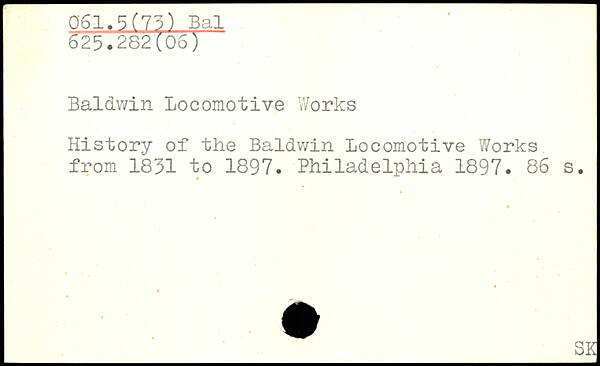 061.5(73) Bal
625.282(06)
Baldwin Locomotive Works
History of the Baldwin Locomotive Works
from 1831 to 1897. Philadelphia 1897. 86 s.
SK